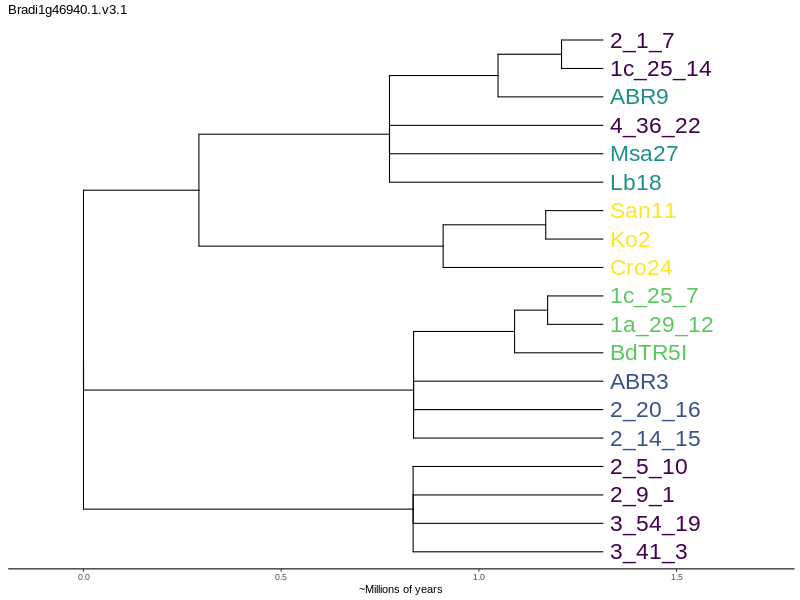 Bradi1g46940.1.v3.1
2_1_7
1c_25_14
ABR9
4_36_22
Msa27
Lb18
San11
Ko2
Cro24
1c_25_7
1a_29_12
BdTR5I
ABR3
2_20_16
2_14_15
2_5_10
2_9_1
3_54_19
3_41_3
0.0 0.5 1.0 1.5
~Millions of years